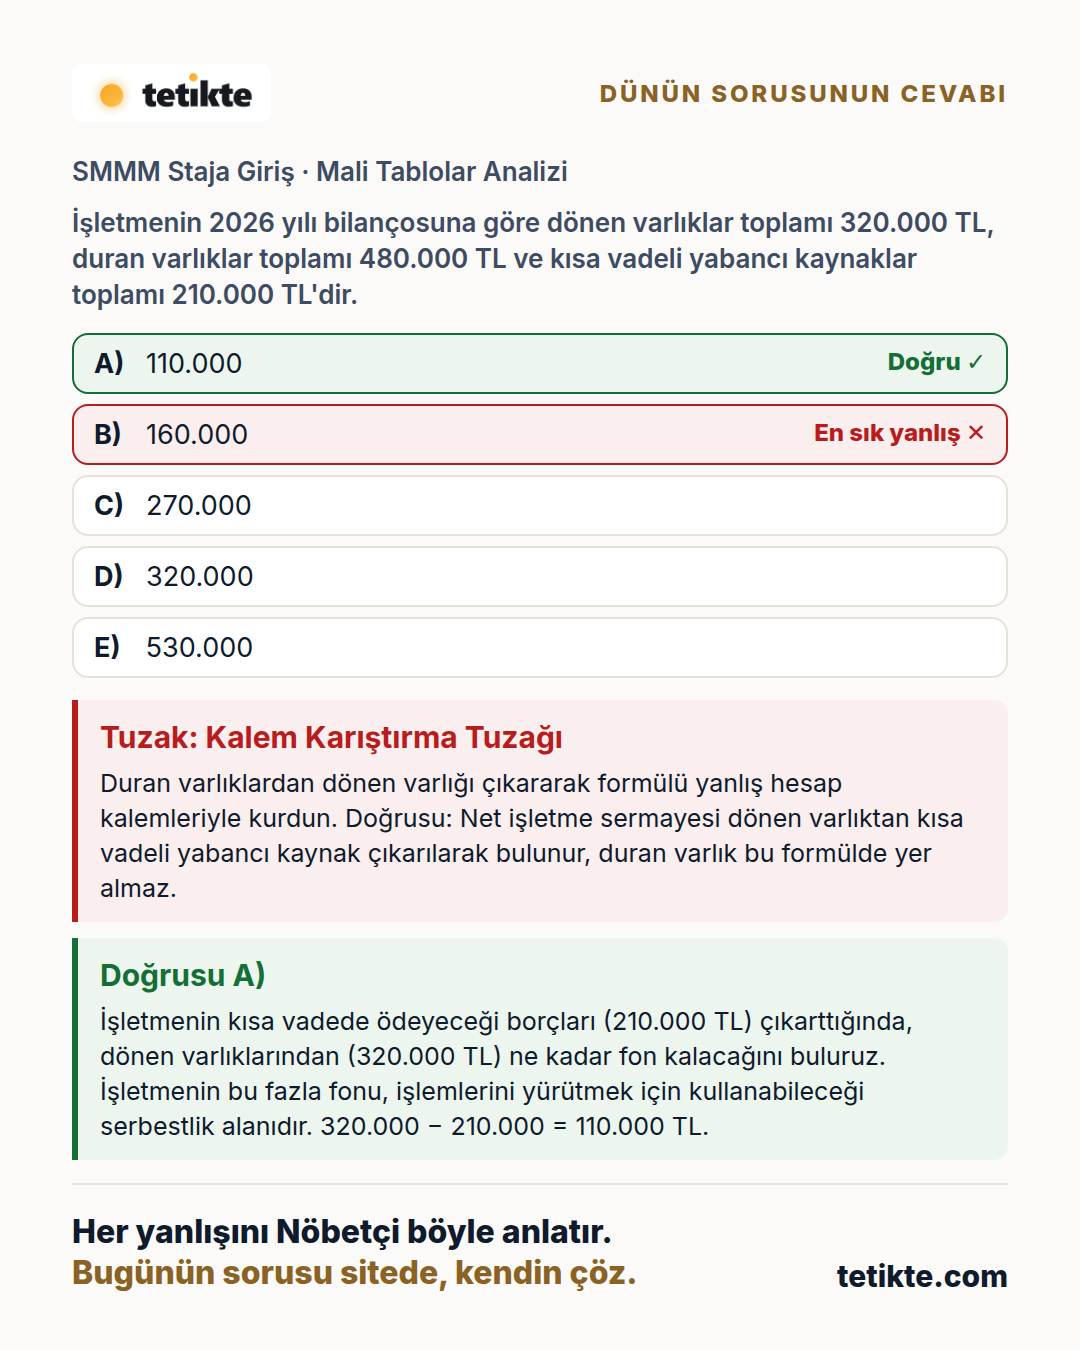 tetikte
DÜNÜN SORUSUNUN CEVABI
SMMM Staja Giriş · Mali Tablolar Analizi
İşletmenin 2026 yılı bilançosuna göre dönen varlıklar toplamı 320.000 TL,
duran varlıklar toplamı 480.000 TL ve kısa vadeli yabancı kaynaklar
toplamı 210.000 TL'dir.
A) 110.000 Doğru ✓
B) 160.000 En sık yanlış ✕
C) 270.000
D) 320.000
E) 530.000
Tuzak: Kalem Karıştırma Tuzağı
Duran varlıklardan dönen varlığı çıkararak formülü yanlış hesap
kalemleriyle kurdun. Doğrusu: Net işletme sermayesi dönen varlıktan kısa
vadeli yabancı kaynak çıkarılarak bulunur, duran varlık bu formülde yer
almaz.
Doğrusu A)
İşletmenin kısa vadede ödeyeceği borçları (210.000 TL) çıkarttığında,
dönen varlıklarından (320.000 TL) ne kadar fon kalacağını buluruz.
İşletmenin bu fazla fonu, işlemlerini yürütmek için kullanabileceği
serbestlik alanıdır. 320.000 − 210.000 = 110.000 TL.
Her yanlışını Nöbetçi böyle anlatır.
Bugünün sorusu sitede, kendin çöz.
tetikte.com